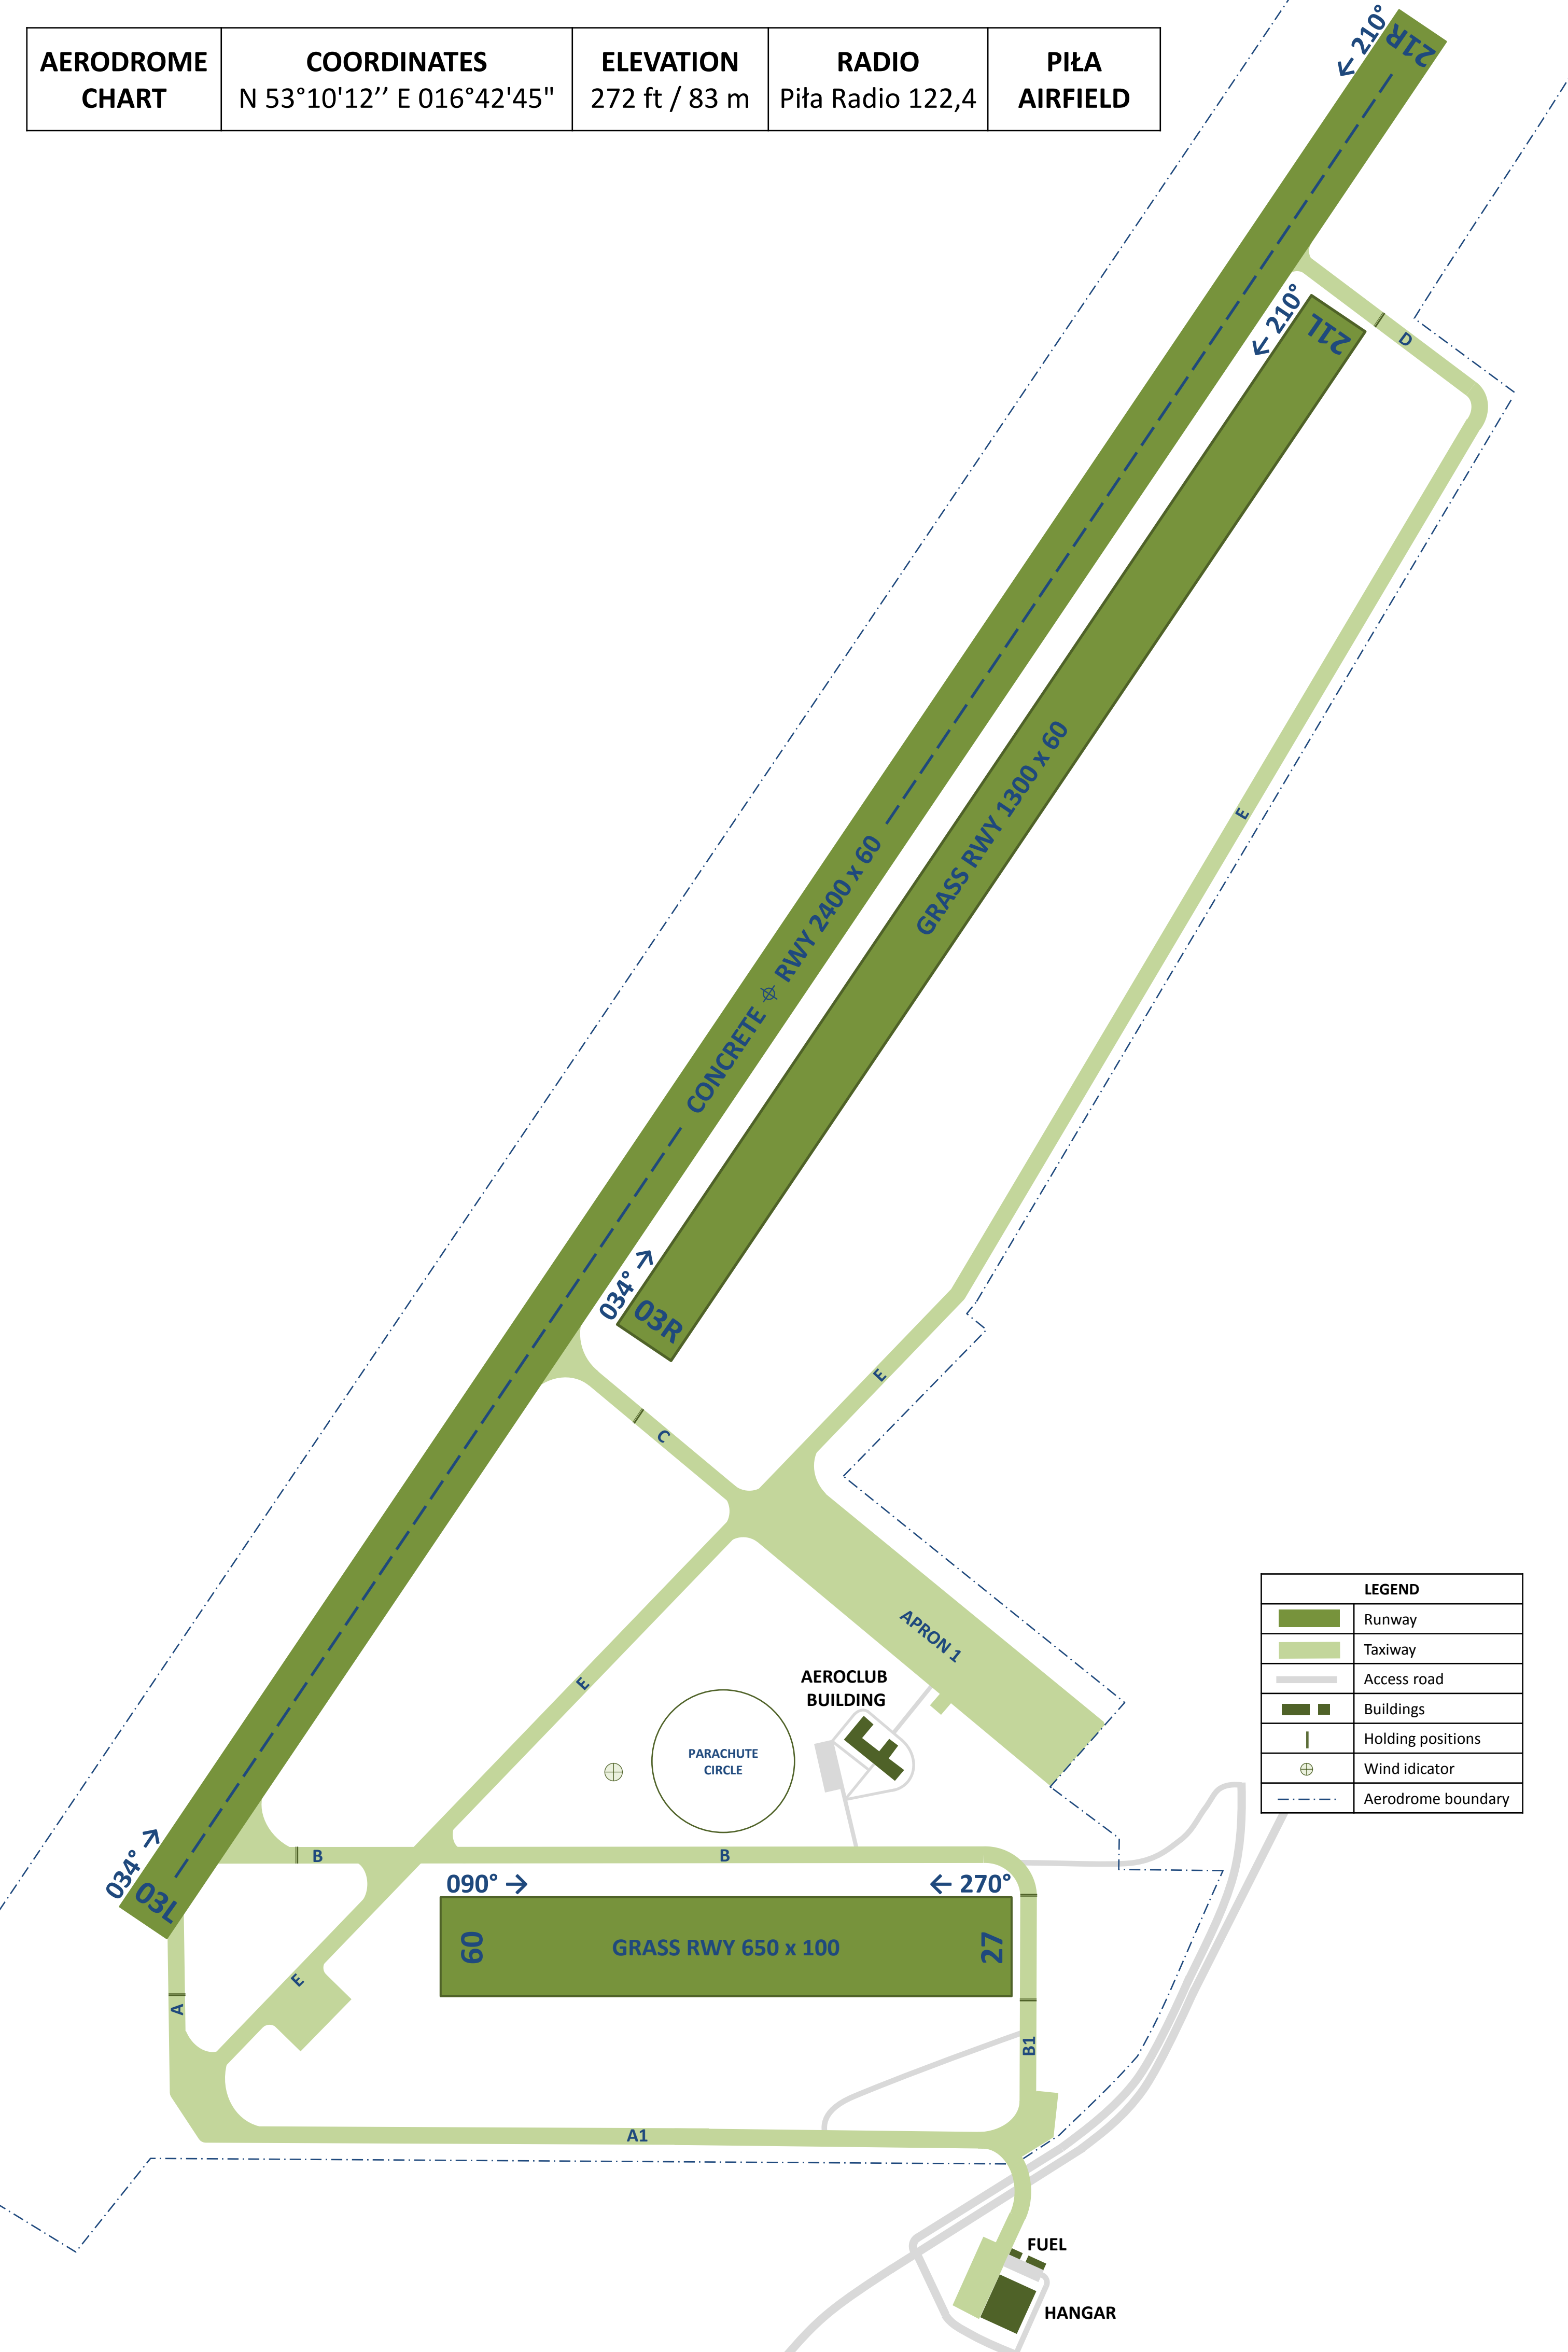 AERODROME
CHART
COORDINATES
N 53°10'12’’ E 016°42'45"
ELEVATION
272 ft / 83 m
RADIO
Piła Radio 122,4
PIŁA
AIRFIELD
← 210°
21R
← 210°
21L
D
E
GRASS RWY 1300 x 60
CONCRETE RWY 2400 x 60
034° →
03R
E
C
APRON 1
E
AEROCLUB
BUILDING
PARACHUTE
CIRCLE
LEGEND
Runway
Taxiway
Access road
Buildings
Holding positions
Wind idicator
Aerodrome boundary
034° →
03L
B
B
090° →
← 270°
09
GRASS RWY 650 x 100
27
E
A
B1
A1
FUEL
HANGAR